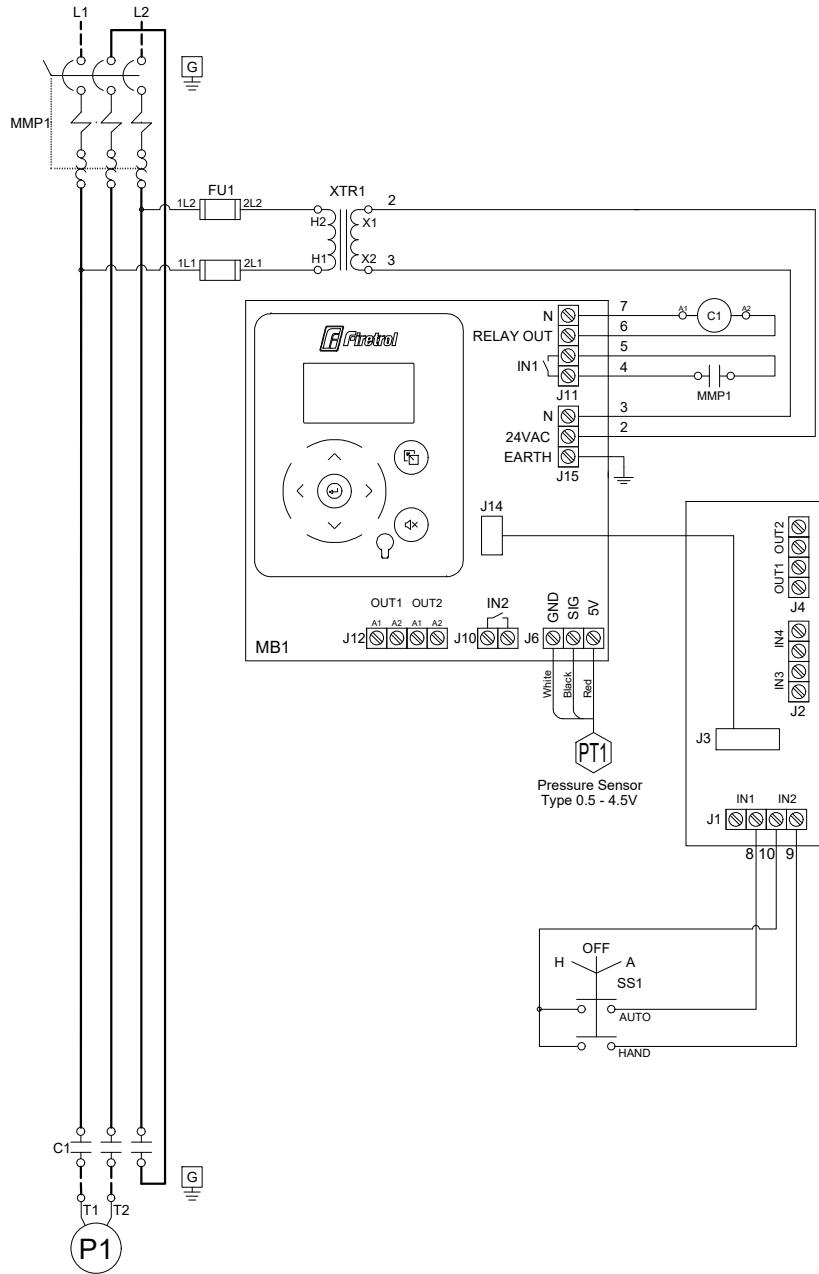 L1 L2
G
MMP1
1L2 FU1 2L2
XTR1
H2 X1 2
1L1 2L1
H1 X2 3
Firetrol
N 7 A1 C1 A2
RELAY OUT 6
IN1 5
4
MMP1
J11
N 3
24VAC 2
EARTH
J15
J14
OUT2
OUT1
J4
IN4
IN3
J2
OUT1 OUT2
A1 A2 A1 A2
J12
IN2
J10
GND SIG 5V
J6
MB1
White Black Red
PT1
Pressure Sensor
Type 0.5 - 4.5V
J3
IN1 IN2
J1
8 10 9
OFF
H A
SS1
AUTO
HAND
C1
G
T1 T2
P1